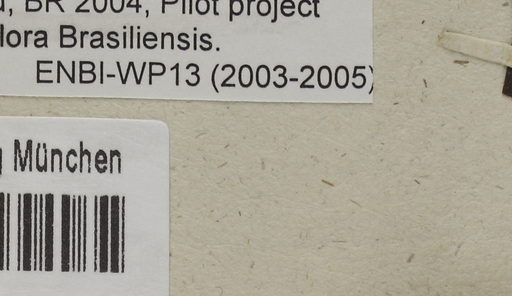 BR 2004, Pilot project
lora Brasiliensis.
ENBI-WP13 (2003-2005)
München